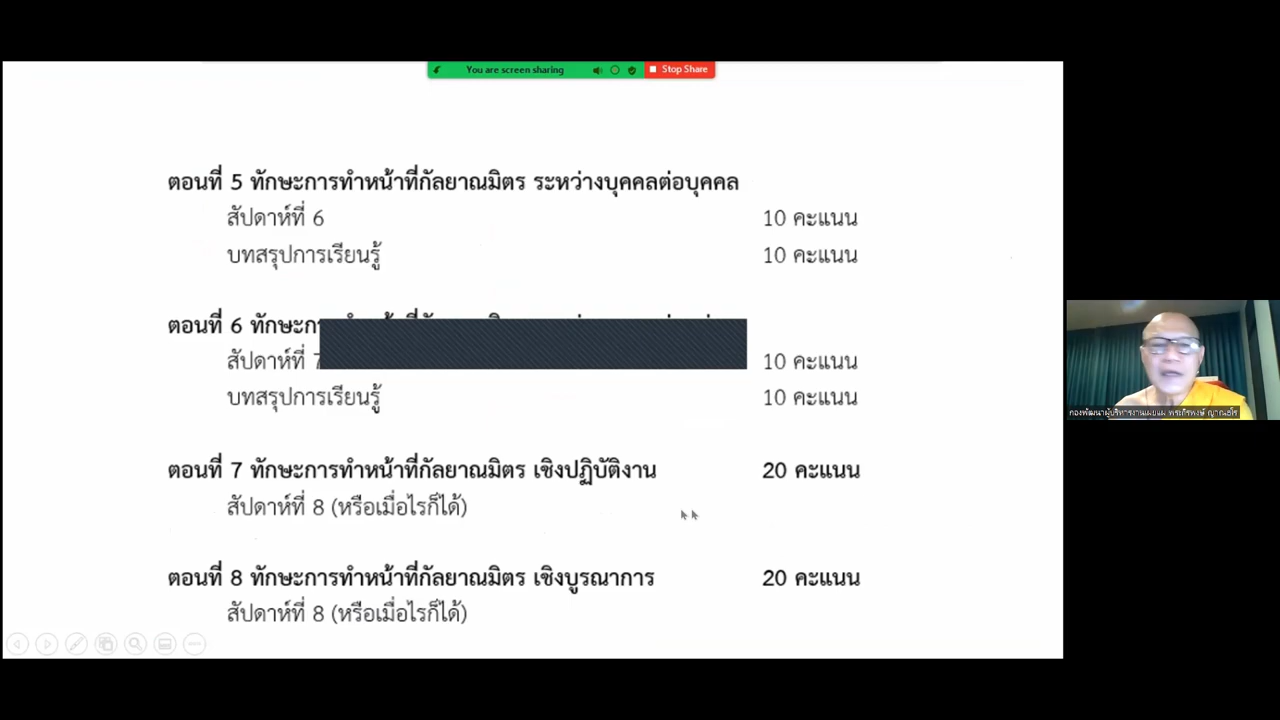 You are screen sharing
Stop Share
ตอนที่ 5 ทักษะการทำหน้าที่กัลยาณมิตร ระหว่างบุคคลต่อบุคคล
สัปดาห์ที่ 6 10 คะแนน
บทสรุปการเรียนรู้ 10 คะแนน
ตอนที่ 6
สัปดาห์ที่ 10 คะแนน
บทสรุปการเรียนรู้ 10 คะแนน
ตอนที่ 7 ทักษะการทำหน้าที่กัลยาณมิตร เชิงปฏิบัติงาน 20 คะแนน
สัปดาห์ที่ 8 (หรือเมื่อไรก็ได้)
ตอนที่ 8 ทักษะการทำหน้าที่กัลยาณมิตร เชิงบูรณาการ 20 คะแนน
สัปดาห์ที่ 8 (หรือเมื่อไรก็ได้)